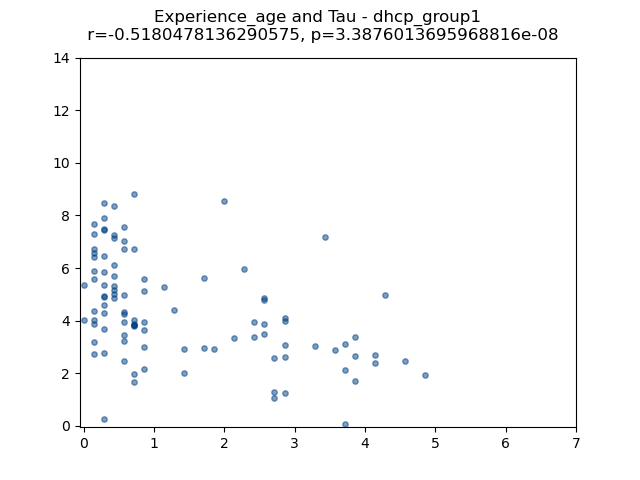 Experience_age and Tau - dhcp_group1
r=-0.5180478136290575, p=3.3876013695968816e-08
14
12
10
8
6
4
2
0
0 1 2 3 4 5 6 7